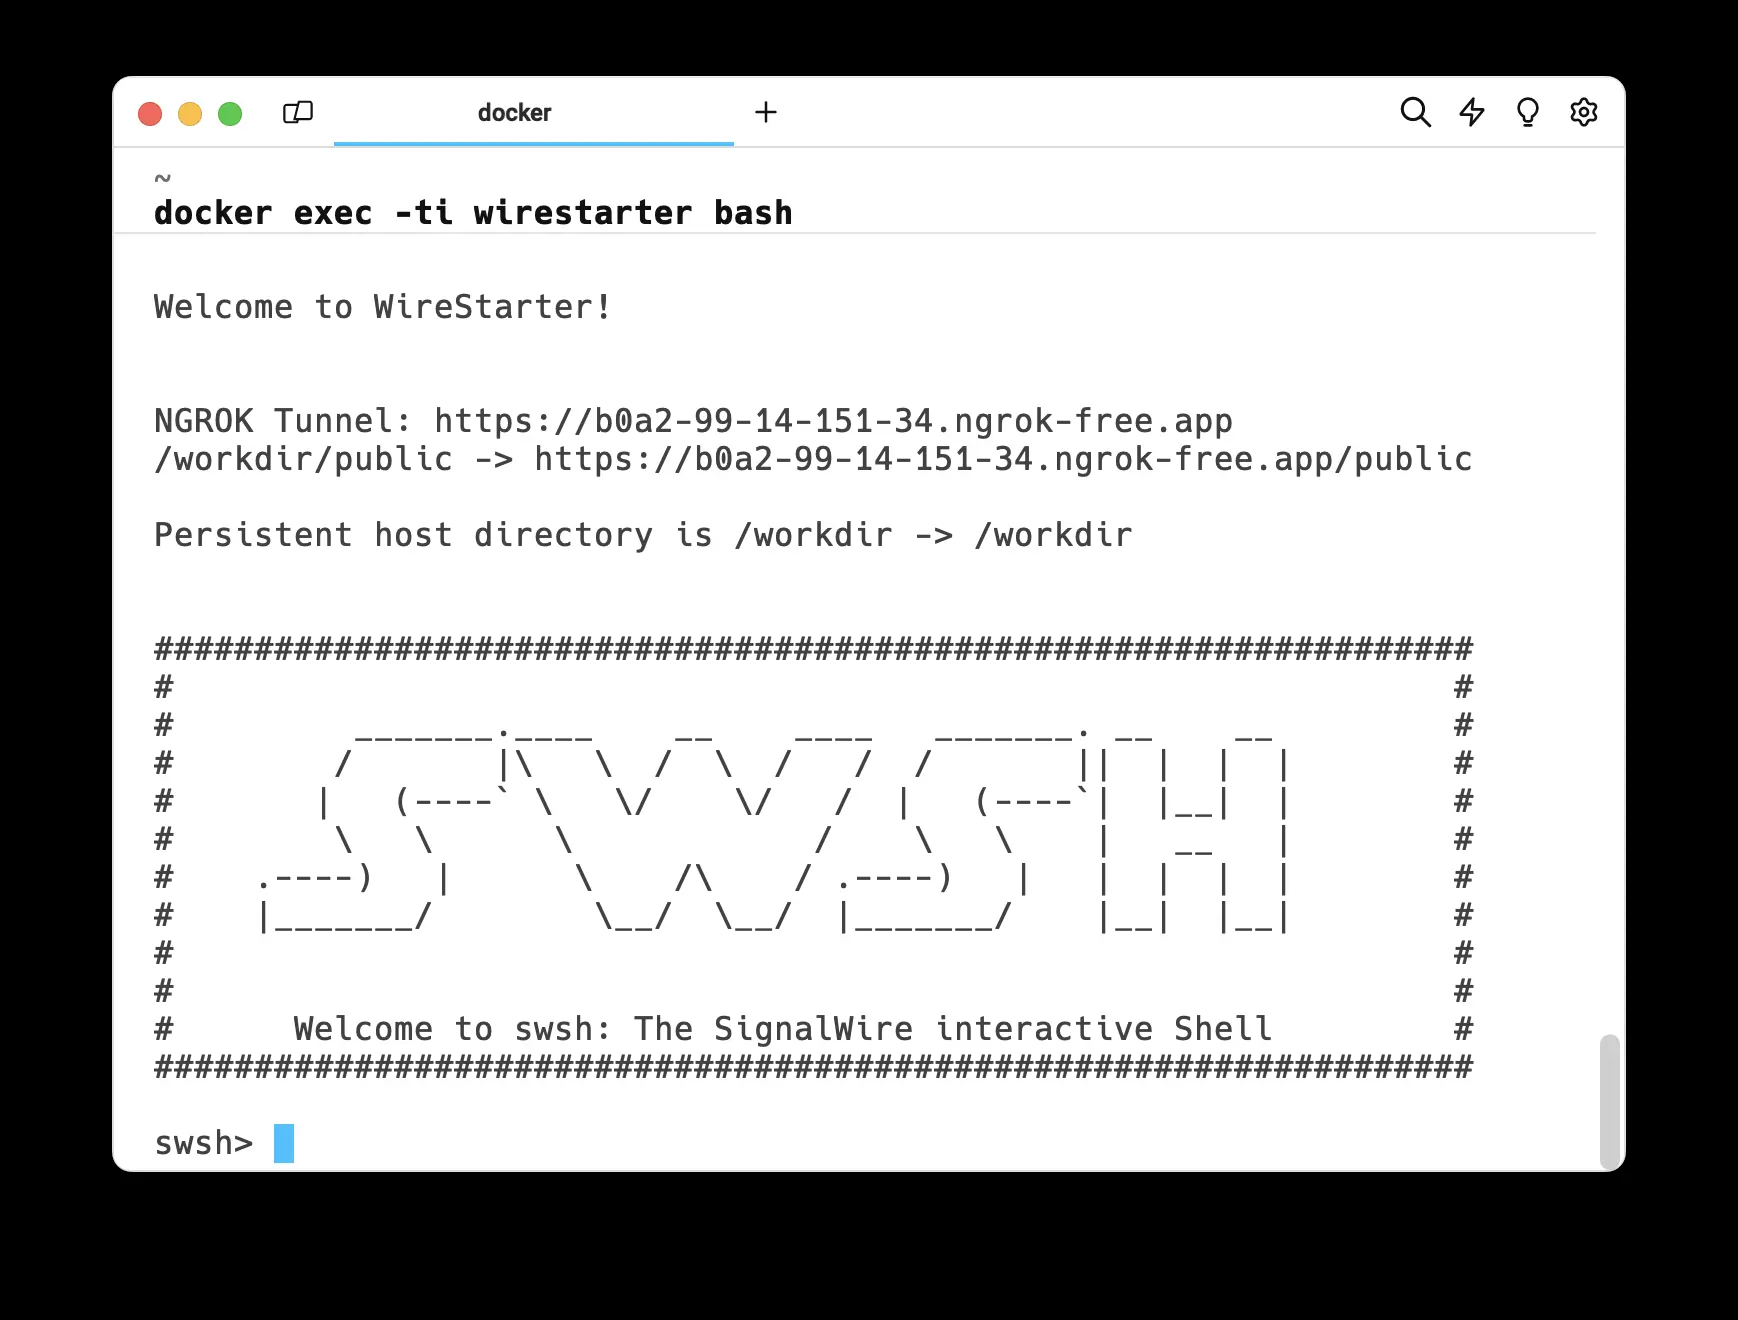 docker
~
docker exec -ti wirestarter bash
Welcome to WireStarter!
NGROK Tunnel: https://b0a2-99-14-151-34.ngrok-free.app
/workdir/public -> https://b0a2-99-14-151-34.ngrok-free.app/public
Persistent host directory is /workdir -> /workdir
##################################################################
#                                                                #
#         _______.____    __    ____   _______. __    __         #
#        /       |\   \  /  \  /   /  /       ||  |  |  |        #
#       |   (----` \   \/    \/   /  |   (----`|  |__|  |        #
#        \   \      \            /    \   \    |   __   |        #
#    .----)   |      \    /\    / .----)   |   |  |  |  |        #
#    |_______/        \__/  \__/  |_______/    |__|  |__|        #
#                                                                #
#                                                                #
#      Welcome to swsh: The SignalWire interactive Shell         #
##################################################################
swsh>